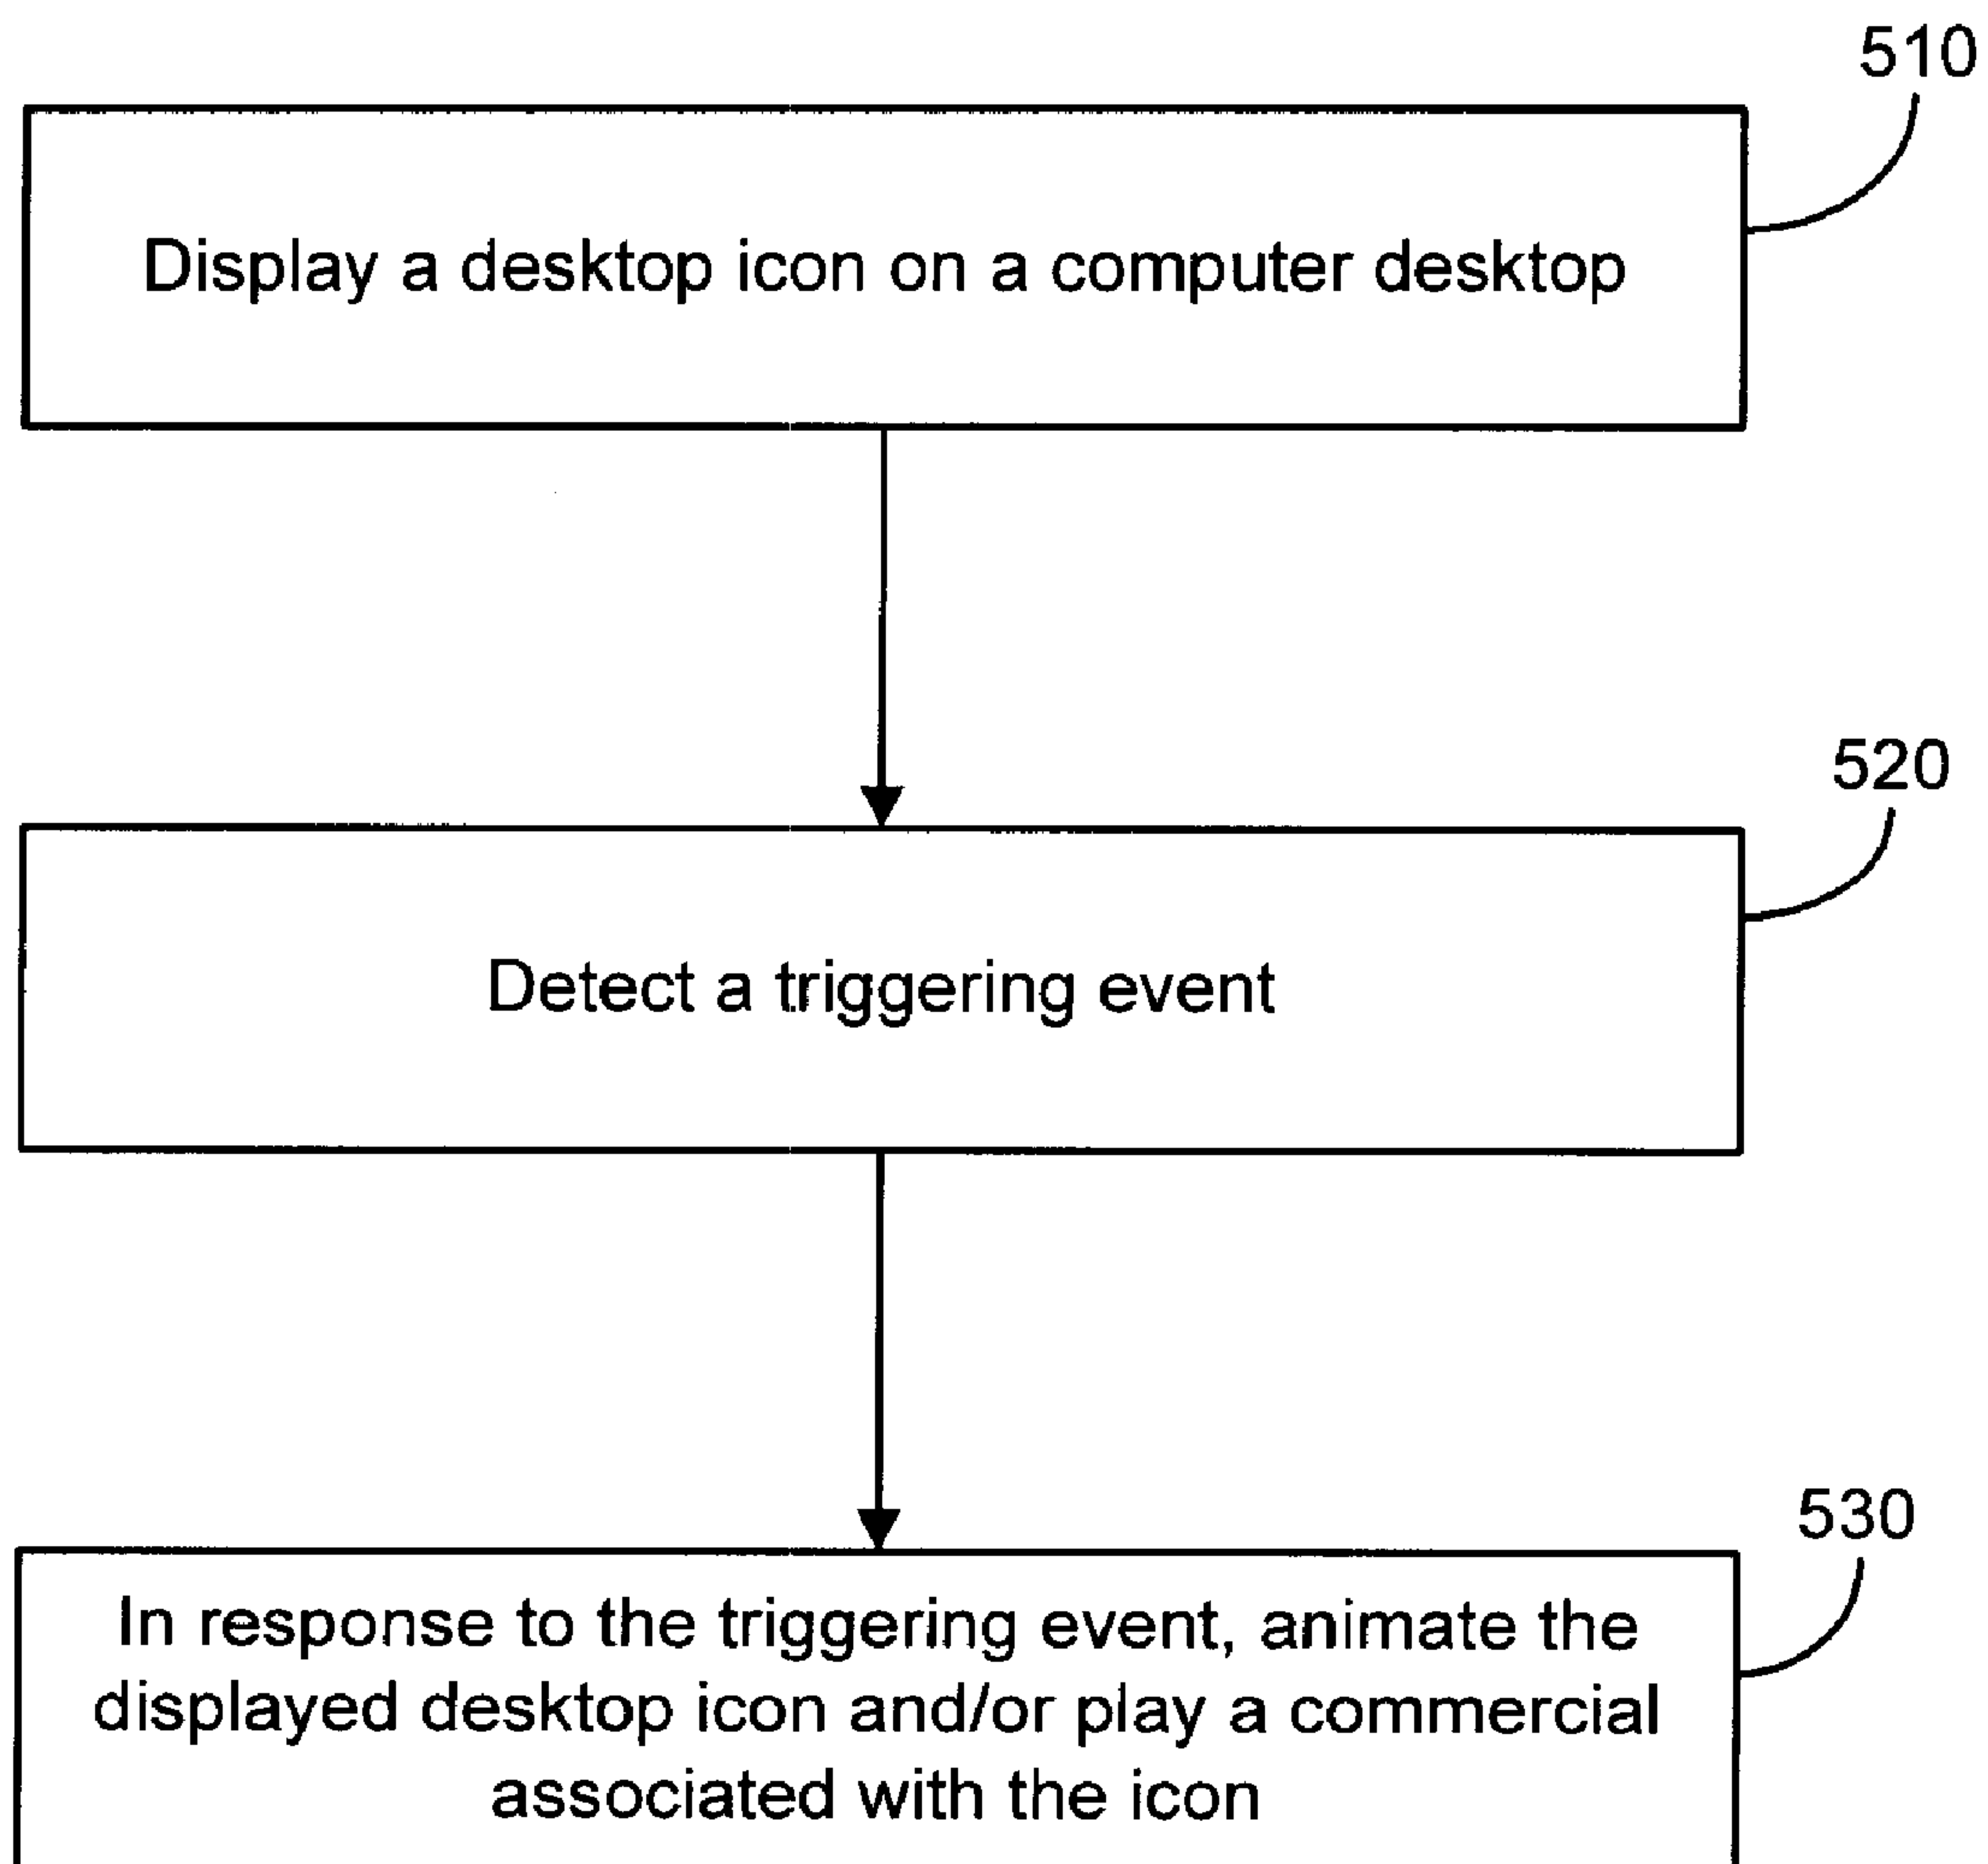 510
Display a desktop icon on a computer desktop
520
Detect a triggering event
530
In response to the triggering event, animate the
displayed desktop icon and/or play a commercial
associated with the icon